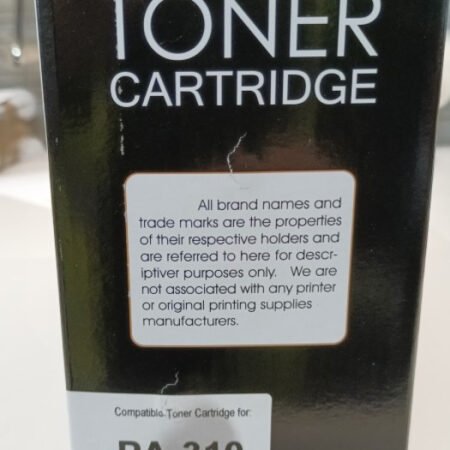 TONER
CARTRIDGE
All brand names and
trade marks are the properties
of their respective holders and
are referred to here for descr-
iptiver purposes only. We are
not associated with any printer
or original printing supplies
manufacturers.
Compatible Toner Cartridge for:
PA-210